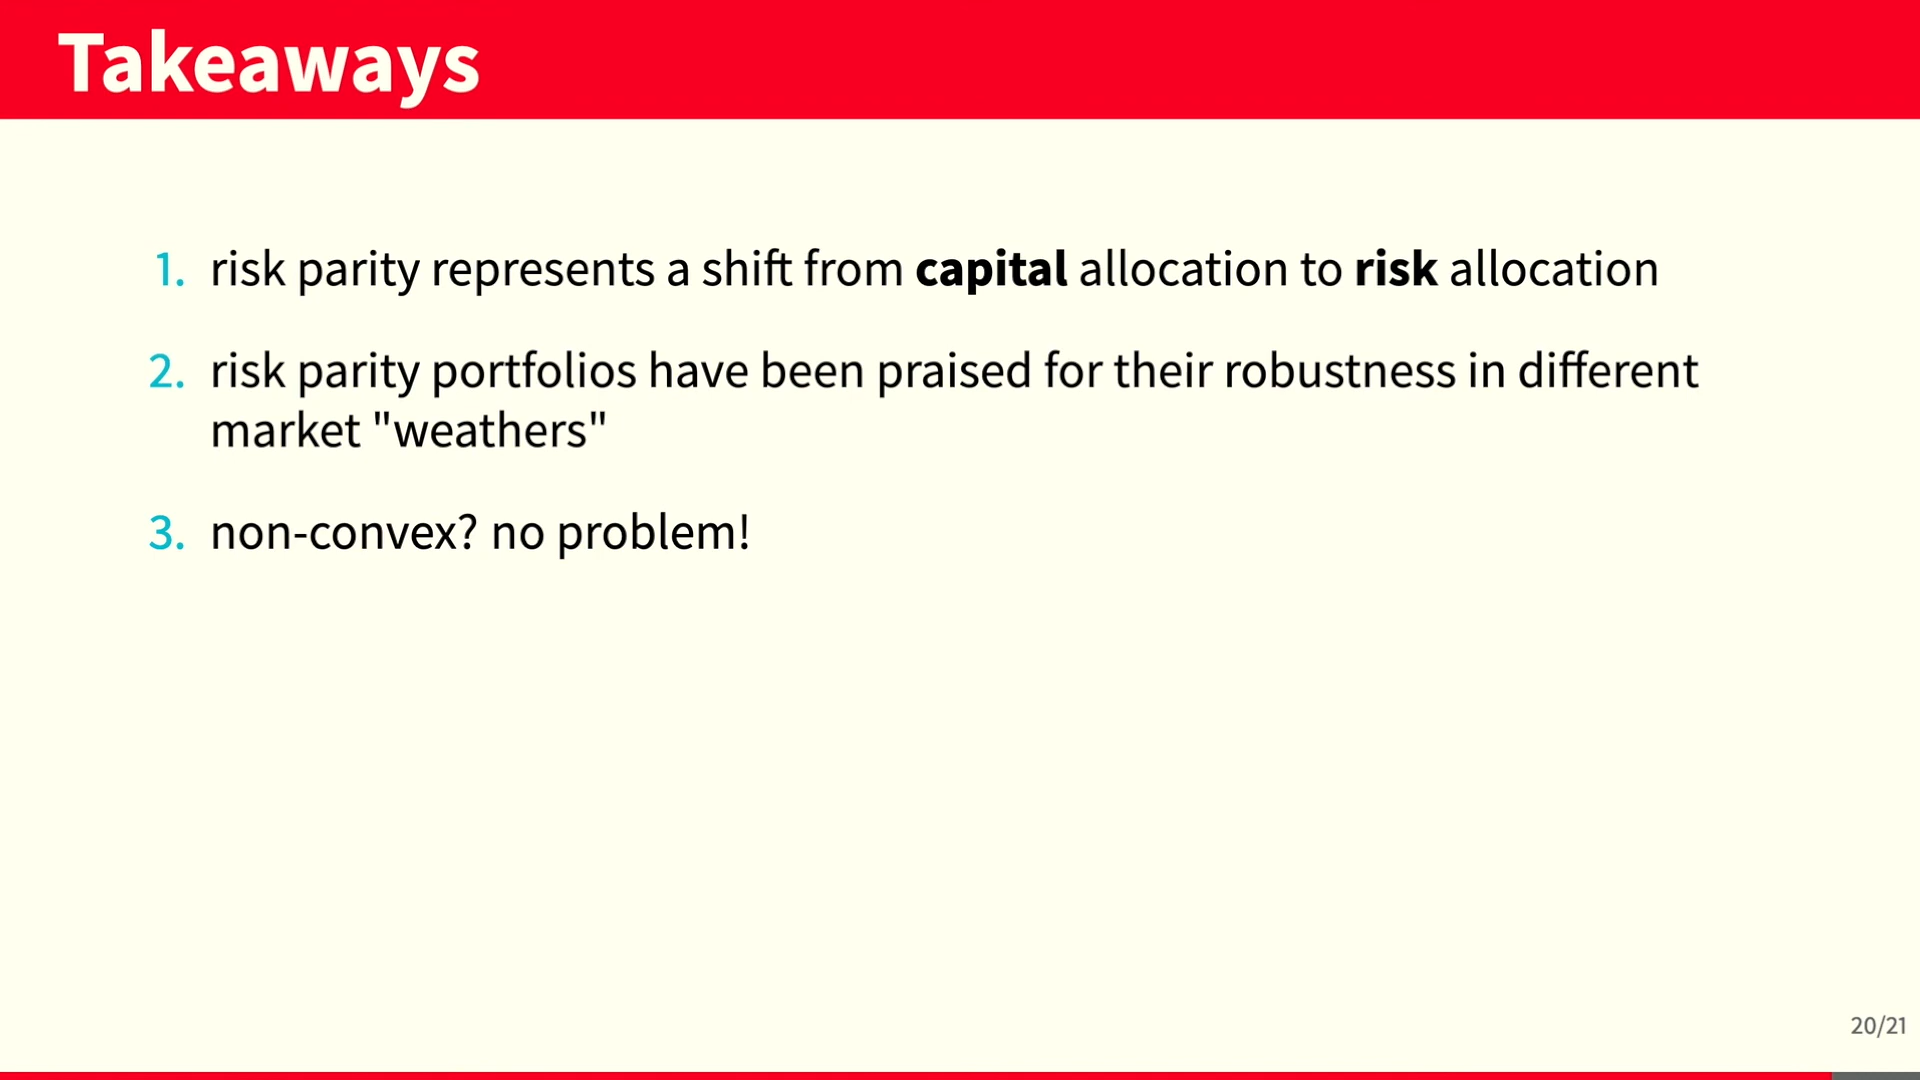 Takeaways
1. risk parity represents a shift from capital allocation to risk allocation
2. risk parity portfolios have been praised for their robustness in different
market "weathers"
3. non-convex? no problem!
20/21